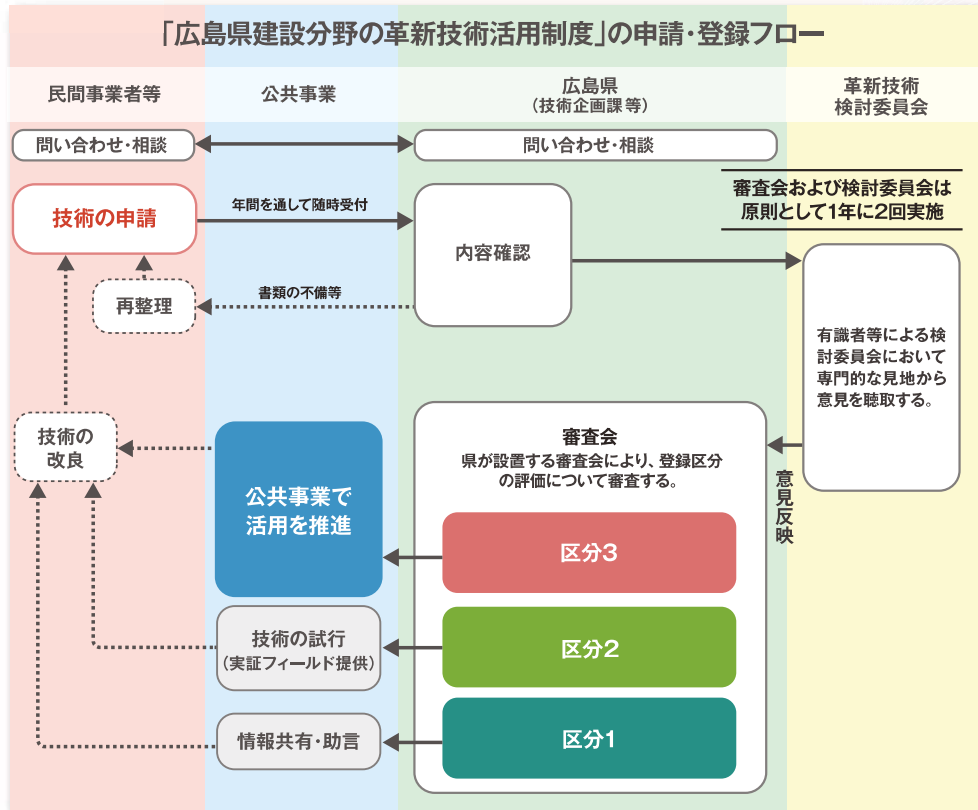 「広島県建設分野の革新技術活用制度」の申請・登録フロー
民間事業者等
公共事業
広島県
（技術企画課等）
革新技術
検討委員会
問い合わせ・相談
問い合わせ・相談
審査会および検討委員会は
原則として1年に2回実施
技術の申請
年間を通して随時受付
内容確認
再整理
書類の不備等
有識者等による検
討委員会において
専門的な見地から
意見を聴取する。
技術の
改良
公共事業で
活用を推進
審査会
県が設置する審査会により、登録区分
の評価について審査する。
意見反映
区分3
技術の試行
（実証フィールド提供）
区分2
情報共有・助言
区分1